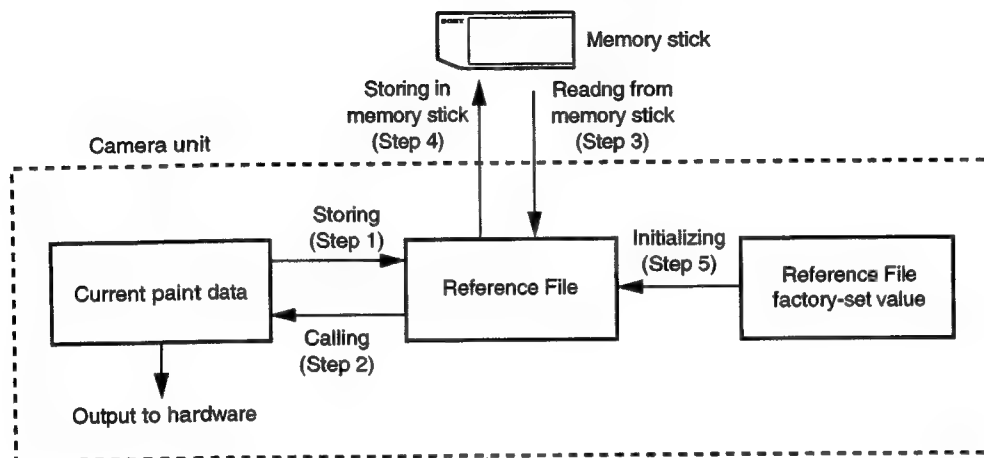 SONY
Memory stick
Storing in
memory stick
(Step 4)
Readng from
memory stick
(Step 3)
Camera unit
Storing
(Step 1)
Current paint data
Reference File
Initializing
(Step 5)
Reference File
factory-set value
Calling
(Step 2)
Output to hardware